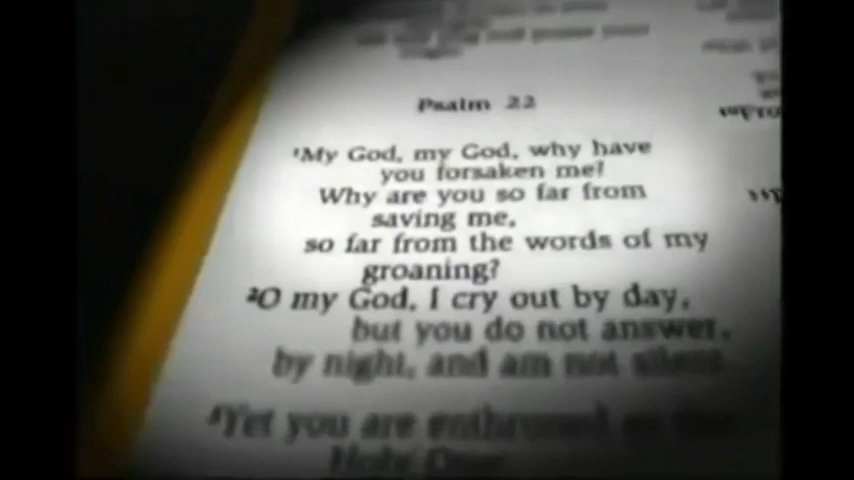 Psalm 22
¹My God, my God, why have
you forsaken me?
Why are you so far from
saving me,
so far from the words of my
groaning?
²O my God, I cry out by day,
but you do not answer,
by night, and am not silent.
³Yet you are enthroned as the
Holy One